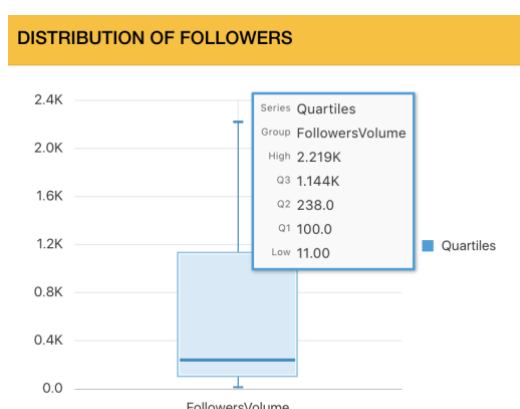 DISTRIBUTION OF FOLLOWERS
2.4K
2.0K
1.6K
1.2K
0.8K
0.4K
0.0
Series Quartiles
Group FollowersVolume
High 2.219K
Q3 1.144K
Q2 238.0
Q1 100.0
Low 11.00
Quartiles
FollowersVolume